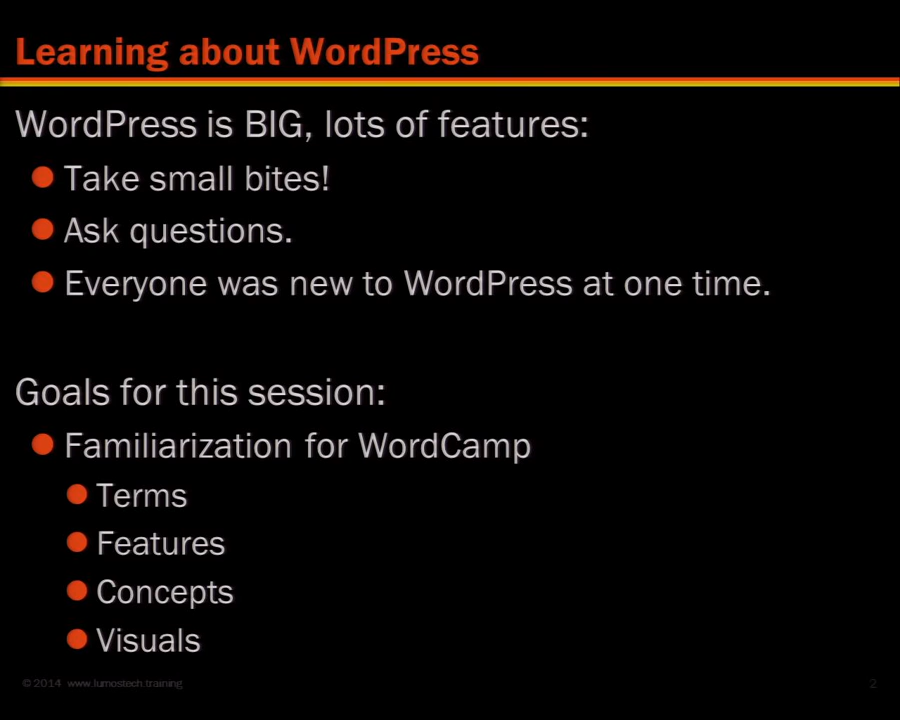 Learning about WordPress
WordPress is BIG, lots of features:
Take small bites!
Ask questions.
Everyone was new to WordPress at one time.
Goals for this session:
Familiarization for WordCamp
Terms
Features
Concepts
Visuals
© 2014 www.lumostech.training
2